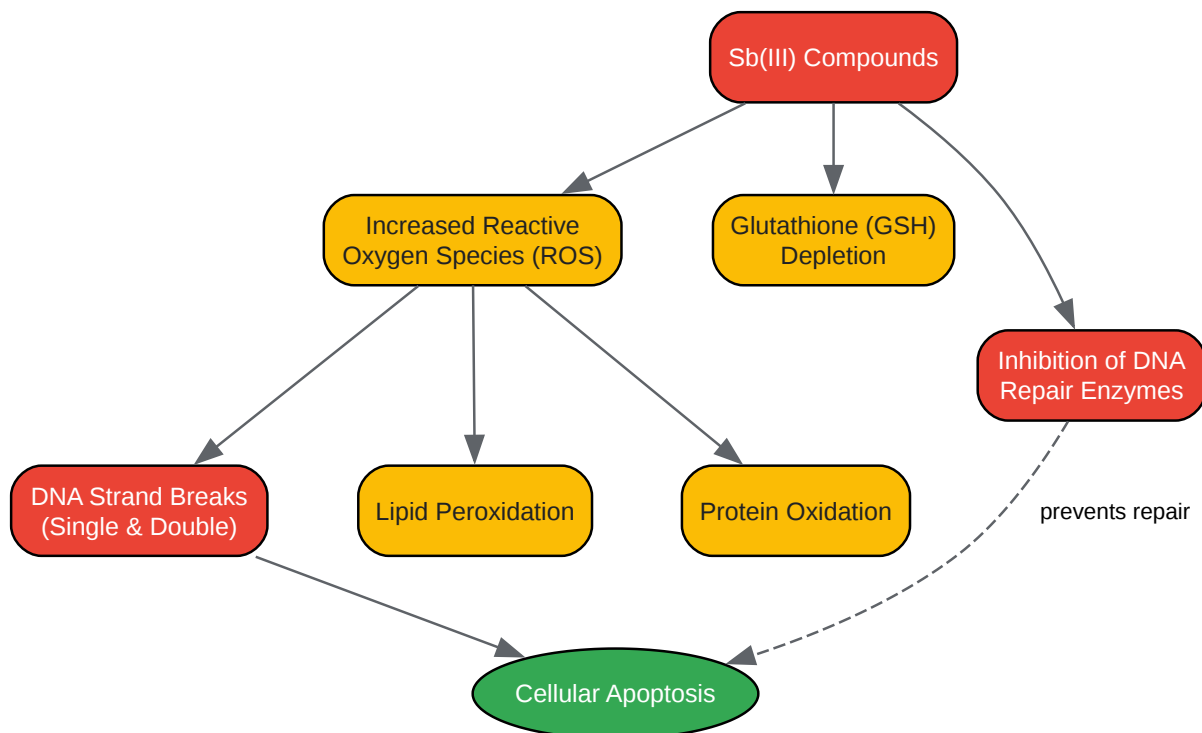 Sb(III) Compounds
Increased Reactive
Oxygen Species (ROS)
Glutathione (GSH)
Depletion
Inhibition of DNA
Repair Enzymes
DNA Strand Breaks
(Single & Double)
Lipid Peroxidation
Protein Oxidation
prevents repair
Cellular Apoptosis